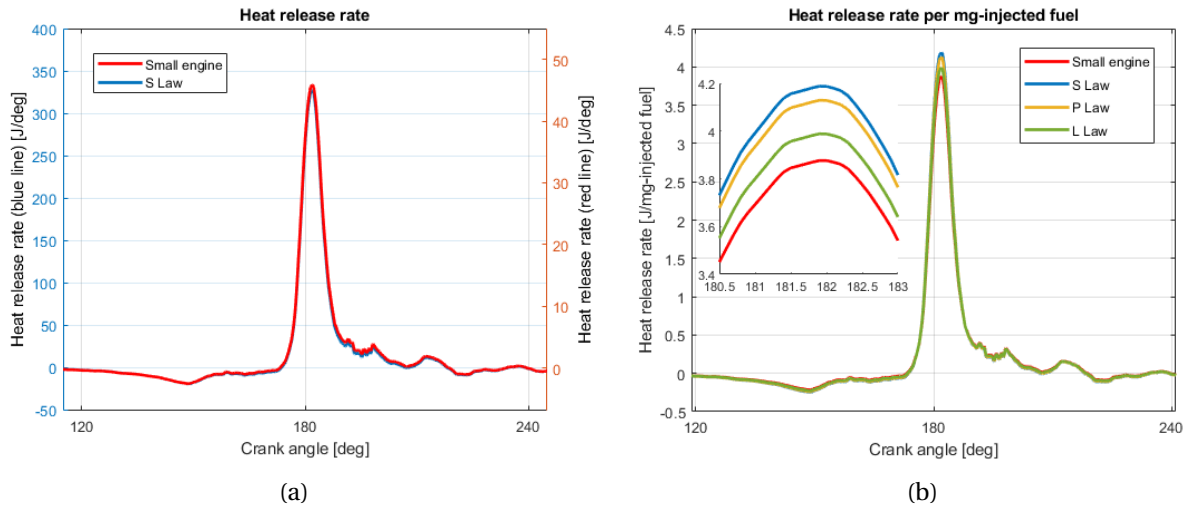 Heat release rate
Heat release rate (blue line) [J/deg]
400
350
300
250
200
150
100
50
0
-50
Small engine
S Law
50
40
30
20
10
0
Heat release rate (red line) [J/deg]
120
180
240
Crank angle [deg]
(a)
Heat release rate per mg-injected fuel
Heat release rate [J/mg-injected fuel]
4.5
4
3.5
3
2.5
2
1.5
1
0.5
0
-0.5
Small engine
S Law
P Law
L Law
4.2
4
3.8
3.6
3.4
180.5 181 181.5 182 182.5 183
120
180
240
Crank angle [deg]
(b)